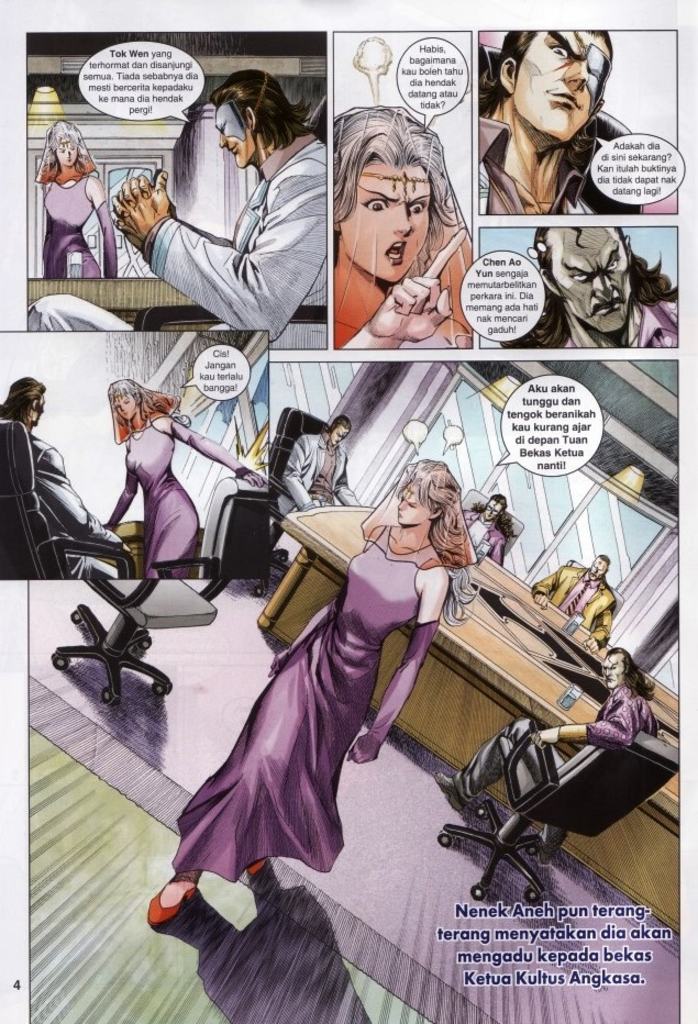 Tok Wen yang
terhormat dan disanjungi
semua. Tiada sebabnya dia
mesti bercerita kepadaku
ke mana dia hendak
pergi!
Habis,
bagaimana
kau boleh tahu
dia hendak
datang atau
tidak?
Adakah dia
di sini sekarang?
Kan itulah buktinya
dia tidak dapat nak
datang lagi!
Chen Ao
Yun sengaja
memutarbelitkan
perkara ini. Dia
memang ada hati
nak mencari
gaduh!
Cis!
Jangan
kau terlalu
bangga!
Aku akan
tunggu dan
tengok beranikah
kau kurang ajar
di depan Tuan
Bekas Ketua
nanti!
Nenek Aneh pun terang-
terang menyatakan dia akan
mengadu kepada bekas
Ketua Kultus Angkasa.
4